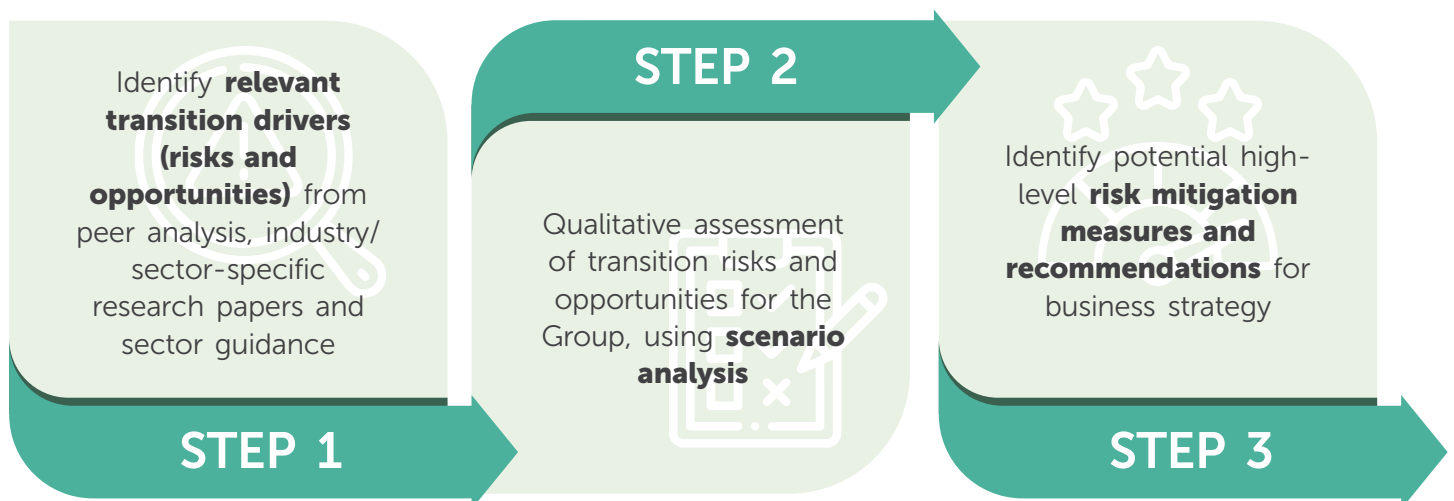 Identify relevant
transition drivers
(risks and
opportunities) from
peer analysis, industry/
sector-specific
research papers and
sector guidance
STEP 1
STEP 2
Qualitative assessment
of transition risks and
opportunities for the
Group, using scenario
analysis
Identify potential high-
level risk mitigation
measures and
recommendations for
business strategy
STEP 3